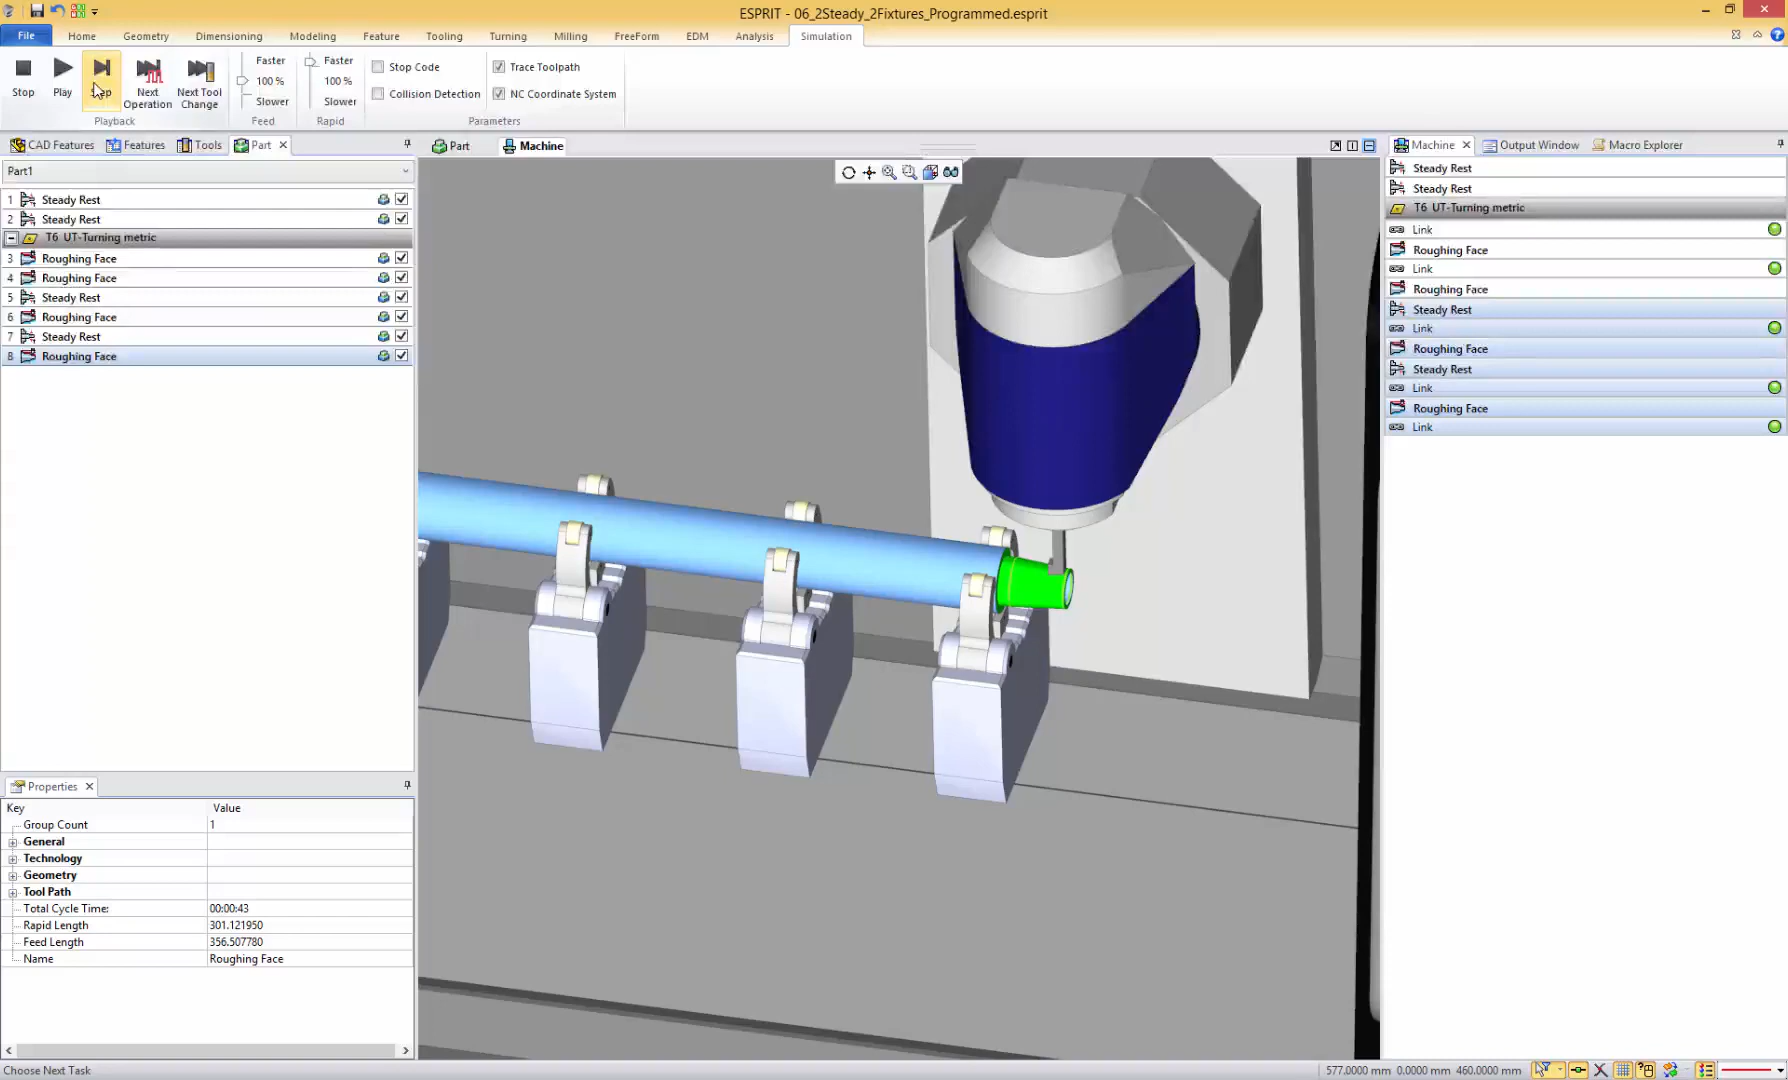 ESPRIT - 06_2Steady_2Fixtures_Programmed.esprit
File Home Geometry Dimensioning Modeling Feature Tooling Turning Milling FreeForm EDM Analysis Simulation
Stop Play Next Operation Next Tool Change
Faster 100 % Slower Feed
Faster 100 % Slower Rapid
Stop Code Trace Toolpath
Collision Detection NC Coordinate System
Playback Parameters
CAD Features Features Tools Part
Part Machine
Machine Output Window Macro Explorer
Part1
1 Steady Rest
2 Steady Rest
T6 UT-Turning metric
3 Roughing Face
4 Roughing Face
5 Steady Rest
6 Roughing Face
7 Steady Rest
8 Roughing Face
Steady Rest
Steady Rest
T6 UT-Turning metric
Link
Roughing Face
Link
Roughing Face
Steady Rest
Link
Roughing Face
Steady Rest
Link
Roughing Face
Link
Properties
Key Value
Group Count 1
General
Technology
Geometry
Tool Path
Total Cycle Time: 00:00:43
Rapid Length 301.121950
Feed Length 356.507780
Name Roughing Face
Choose Next Task
577.0000 mm 0.0000 mm 460.0000 mm